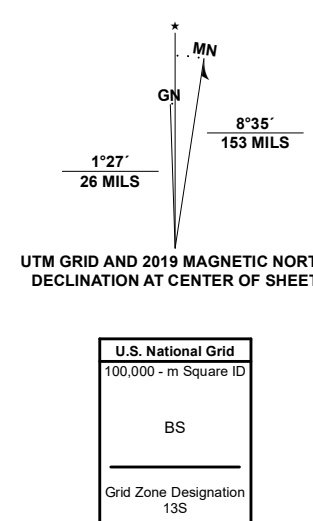 ★
MN
GN
8°35´
153 MILS
1°27´
26 MILS
UTM GRID AND 2019 MAGNETIC NORT
DECLINATION AT CENTER OF SHEET
U.S. National Grid
100,000 - m Square ID
BS
Grid Zone Designation
13S